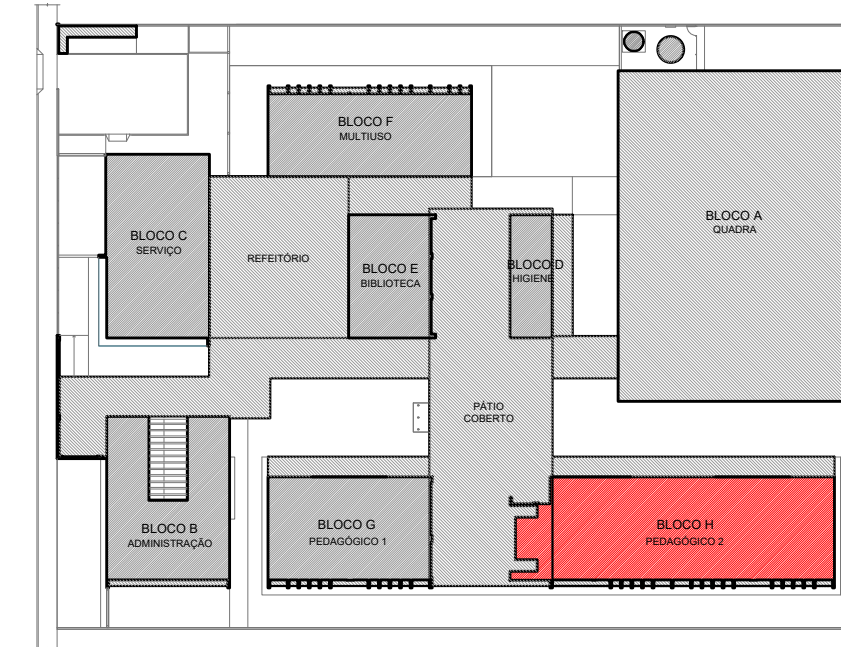 BLOCO F
MULTIUSO
BLOCO A
QUADRA
BLOCO C
SERVIÇO
REFEITÓRIO
BLOCO E
BIBLIOTECA
BLOCO D
HIGIENE
PÁTIO
COBERTO
BLOCO B
ADMINISTRAÇÃO
BLOCO G
PEDAGÓGICO 1
BLOCO H
PEDAGÓGICO 2